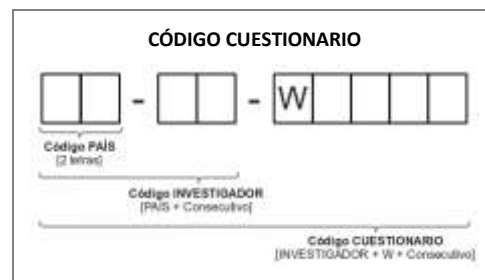 CÓDIGO CUESTIONARIO
- - W
Código PAÍS
[2 letras]
Código INVESTIGADOR
[PAÍS + Consecutivo]
Código CUESTIONARIO
[INVESTIGADOR + W + Consecutivo]